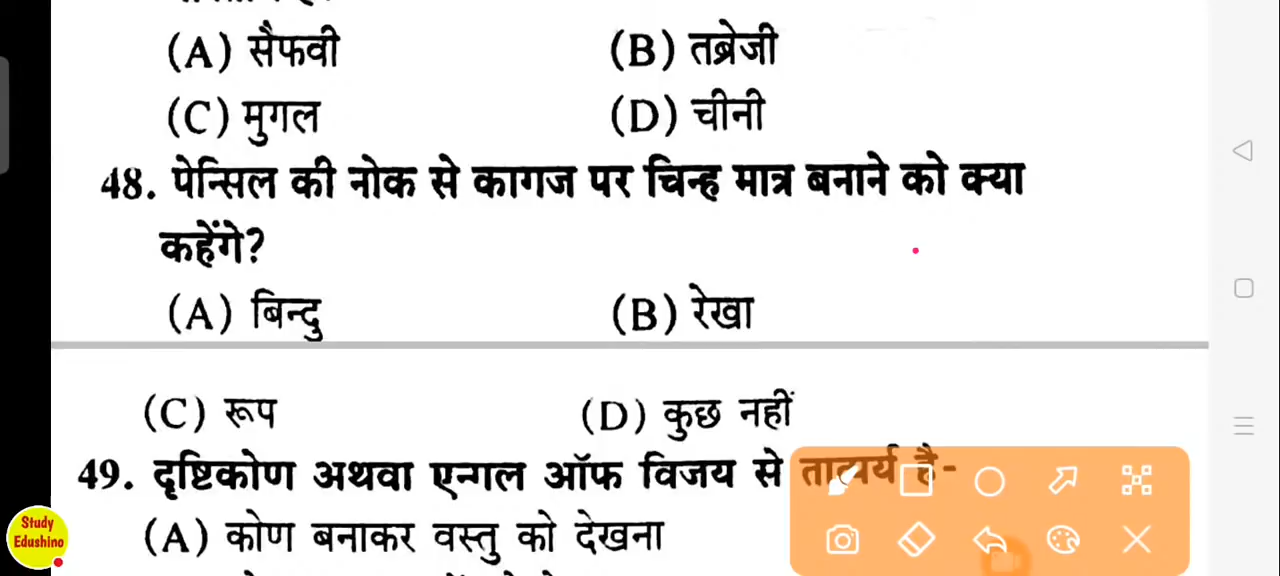 (A) सैफवी (B) तब्रेजी
(C) मुगल (D) चीनी
48. पेन्सिल की नोक से कागज पर चिन्ह मात्र बनाने को क्या
कहेंगे?
(A) बिन्दु (B) रेखा
(C) रूप (D) कुछ नहीं
49. दृष्टिकोण अथवा एन्गल ऑफ विजय से तात्पर्य है-
(A) कोण बनाकर वस्तु को देखना
Study
Edushino